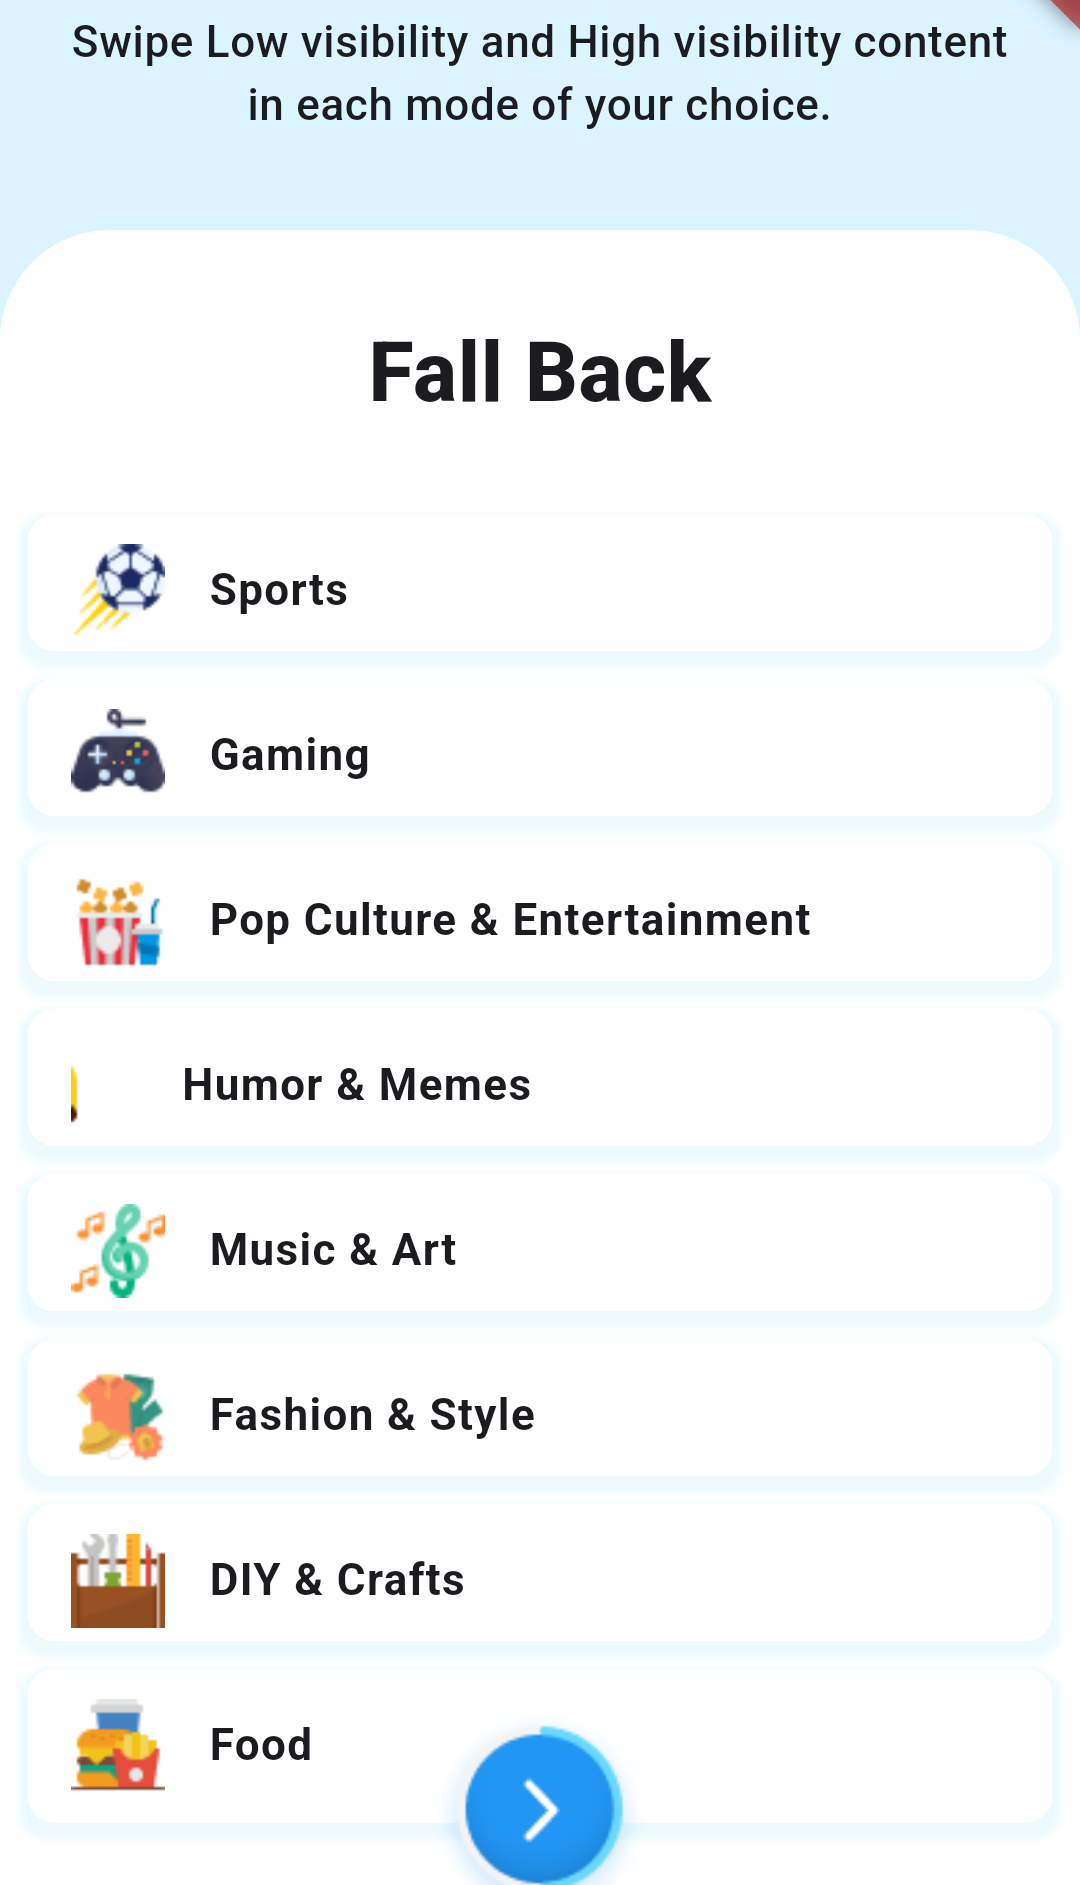 Swipe Low visibility and High visibility content
in each mode of your choice.
Fall Back
Sports
Gaming
Pop Culture & Entertainment
Humor & Memes
Music & Art
Fashion & Style
DIY & Crafts
Food